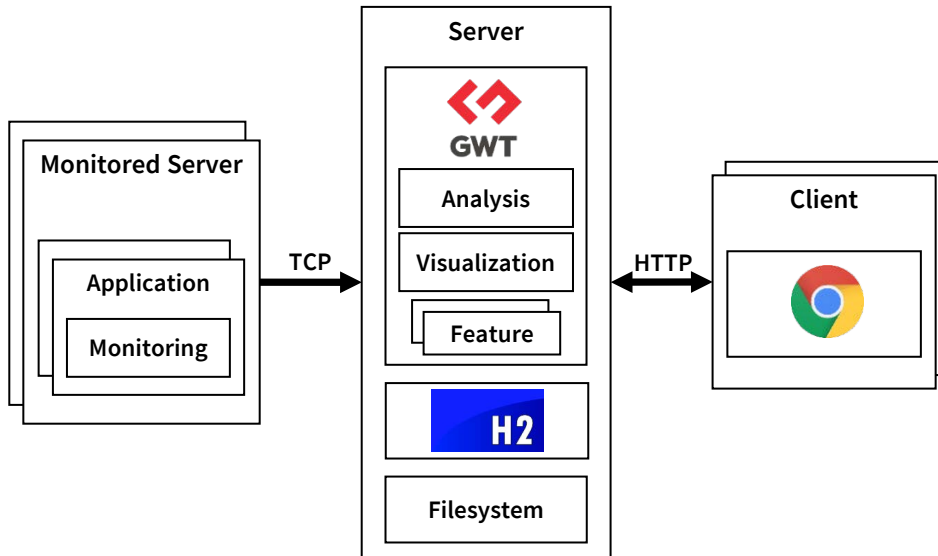 Server
GWT
Monitored Server
Analysis
Client
TCP
Visualization
HTTP
Application
Feature
Monitoring
H2
Filesystem